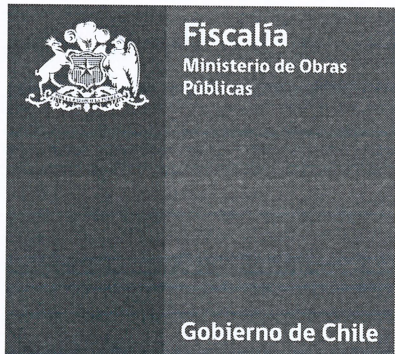 Fiscalía
Ministerio de Obras
Públicas
Gobierno de Chile